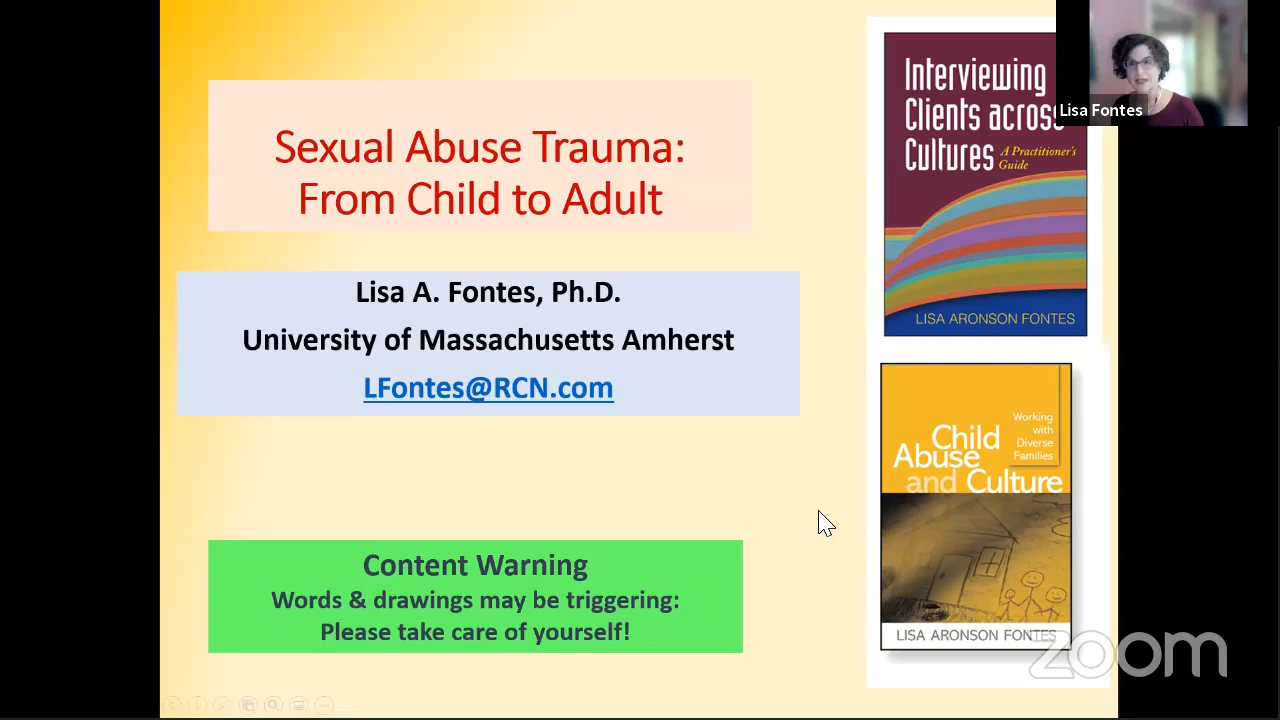 Sexual Abuse Trauma:
From Child to Adult
Lisa A. Fontes, Ph.D.
University of Massachusetts Amherst
LFontes@RCN.com
Content Warning
Words & drawings may be triggering:
Please take care of yourself!
Interviewing
Clients across
Cultures
A Practitioner's
Guide
LISA ARONSON FONTES
Lisa Fontes
Working
with
Diverse
Families
Child
Abuse
and Culture
LISA ARONSON FONTES
zoom